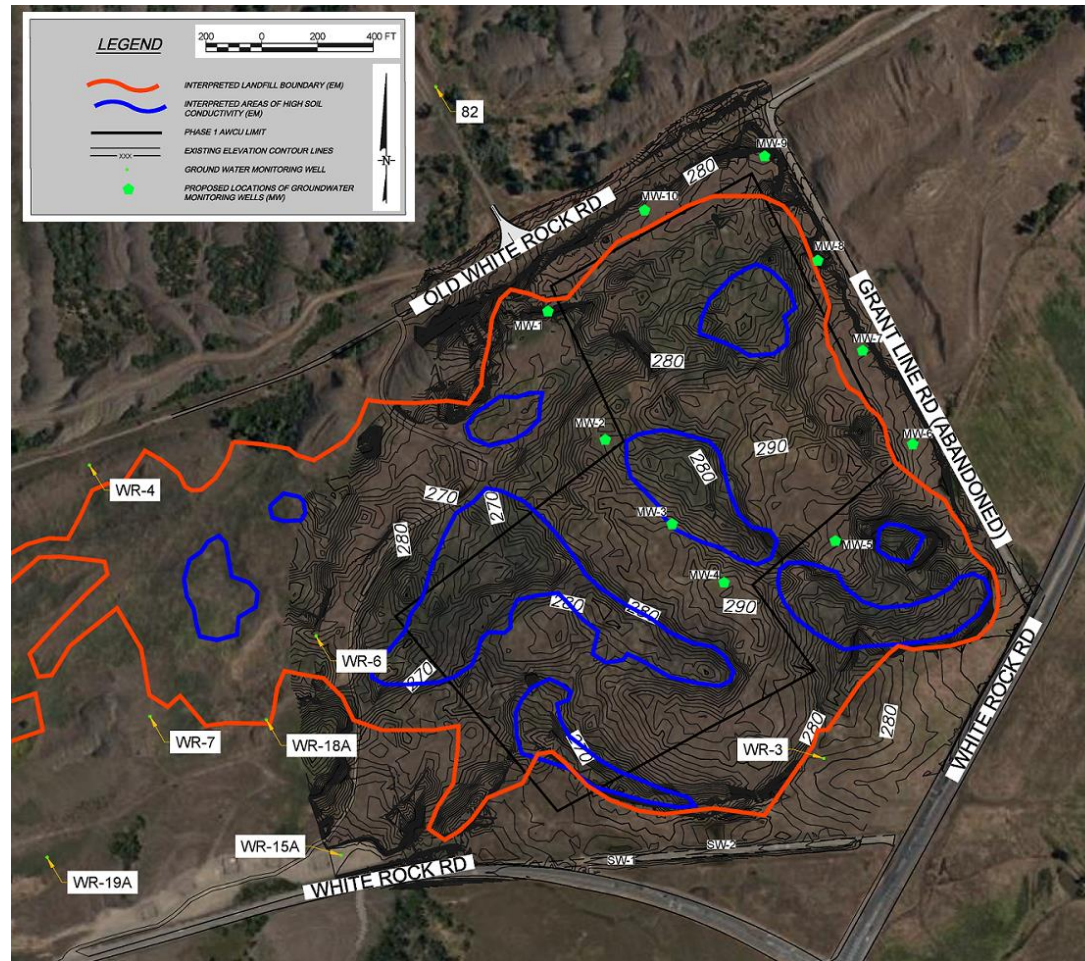 LEGEND
200 0 200 400 FT
INTERPRETED LANDFILL BOUNDARY (EM)
INTERPRETED AREAS OF HIGH SOIL
CONDUCTIVITY (EM)
PHASE 1 AWCU LIMIT
EXISTING ELEVATION CONTOUR LINES
XXX
GROUND WATER MONITORING WELL
PROPOSED LOCATIONS OF GROUNDWATER
MONITORING WELLS (MW)
N
82
MW-9
280
MW-10
OLD WHITE ROCK RD
MW-8
GRANT LINE RD (ABANDONED)
MW-1
MW-7
280
MW-2
MW-6
290
280
WR-4
270
270
280
MW-3
MW-5
MW-4
290
280
280
WR-6
270
WHITE ROCK RD
WR-7
WR-18A
280
280
WR-3
270
WR-15A
SW-1
SW-2
WR-19A
WHITE ROCK RD